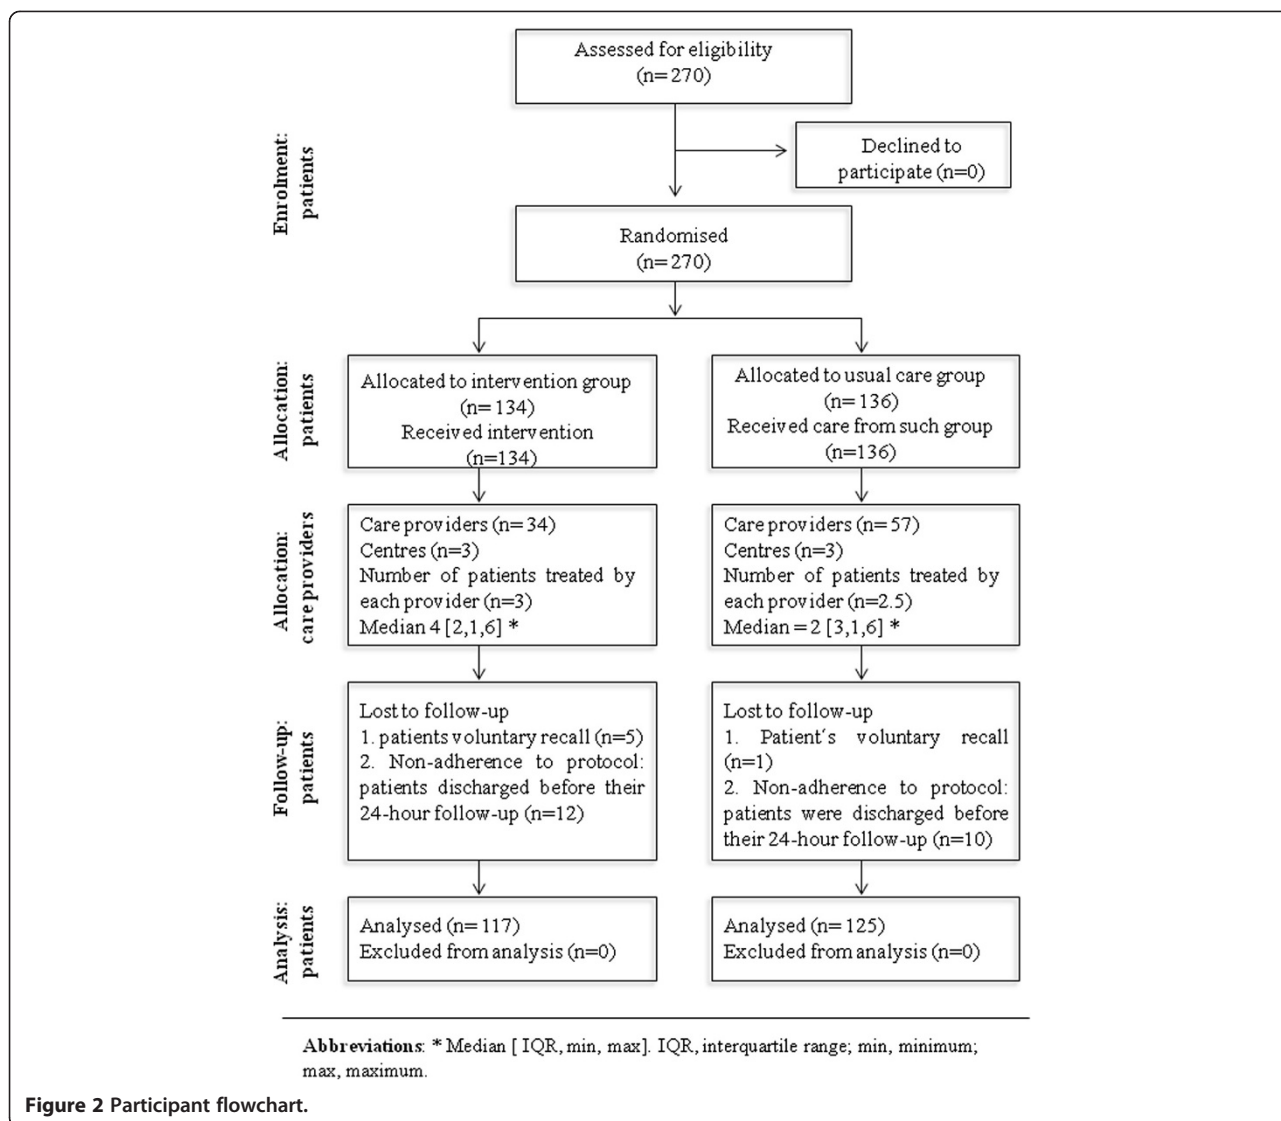 Assessed for eligibility
(n=270)
Declined to
participate (n=0)
Enrolment:
patients
Randomised
(n=270)
Allocation:
patients
Allocated to intervention group
(n=134)
Received intervention
(n=134)
Allocated to usual care group
(n=136)
Received care from such group
(n=136)
Allocation:
care providers
Care providers (n=34)
Centres (n=3)
Number of patients treated by
each provider (n=3)
Median 4 [2,1,6] *
Care providers (n=57)
Centres (n=3)
Number of patients treated by
each provider (n=2.5)
Median = 2 [3,1,6] *
Follow-up:
patients
Lost to follow-up
1. patients voluntary recall (n=5)
2. Non-adherence to protocol:
patients discharged before their
24-hour follow-up (n=12)
Lost to follow-up
1. Patient´s voluntary recall
(n=1)
2. Non-adherence to protocol:
patients were discharged before
their 24-hour follow-up (n=10)
Analysis:
patients
Analysed (n=117)
Excluded from analysis (n=0)
Analysed (n=125)
Excluded from analysis (n=0)
Abbreviations: * Median [ IQR, min, max]. IQR, interquartile range; min, minimum;
max, maximum.
Figure 2 Participant flowchart.